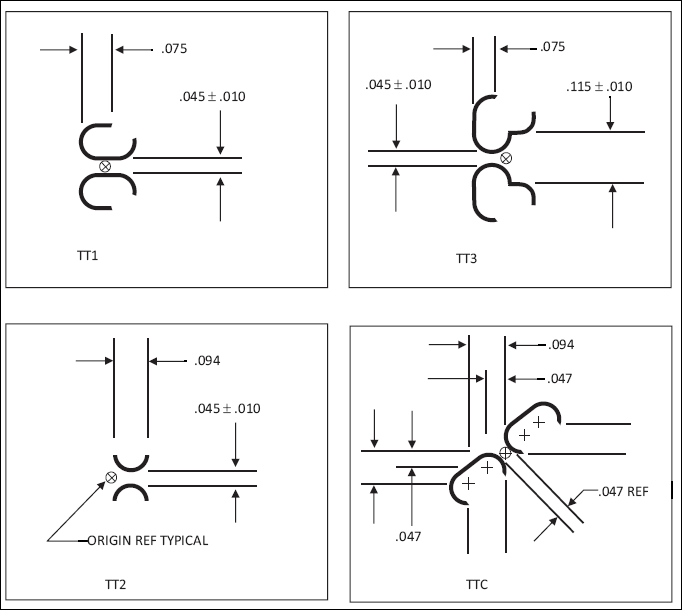 .075
.045±.010
TT1
.075
.045±.010
.115±.010
TT3
.094
.045±.010
ORIGIN REF TYPICAL
TT2
.094
.047
.047 REF
.047
TTC